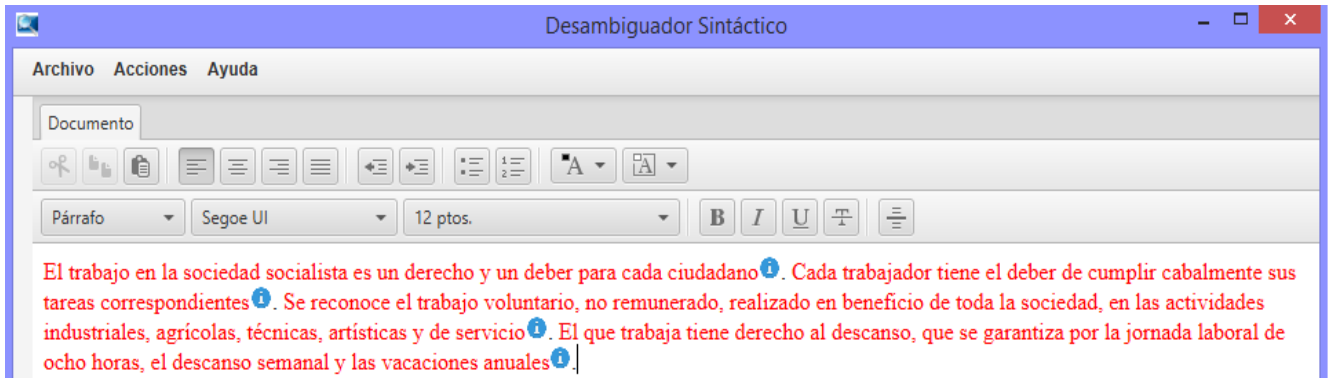 Desambiguador Sintáctico
Archivo Acciones Ayuda
Documento
Párrafo Segoe UI 12 ptos. B I U T
El trabajo en la sociedad socialista es un derecho y un deber para cada ciudadano. Cada trabajador tiene el deber de cumplir cabalmente sus
tareas correspondientes. Se reconoce el trabajo voluntario, no remunerado, realizado en beneficio de toda la sociedad, en las actividades
industriales, agrícolas, técnicas, artísticas y de servicio. El que trabaja tiene derecho al descanso, que se garantiza por la jornada laboral de
ocho horas, el descanso semanal y las vacaciones anuales.